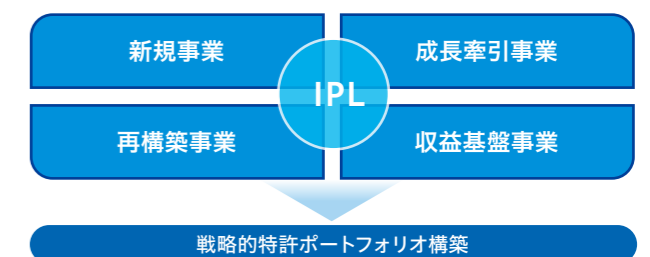 新規事業
成長牽引事業
IPL
再構築事業
収益基盤事業
戦略的特許ポートフォリオ構築